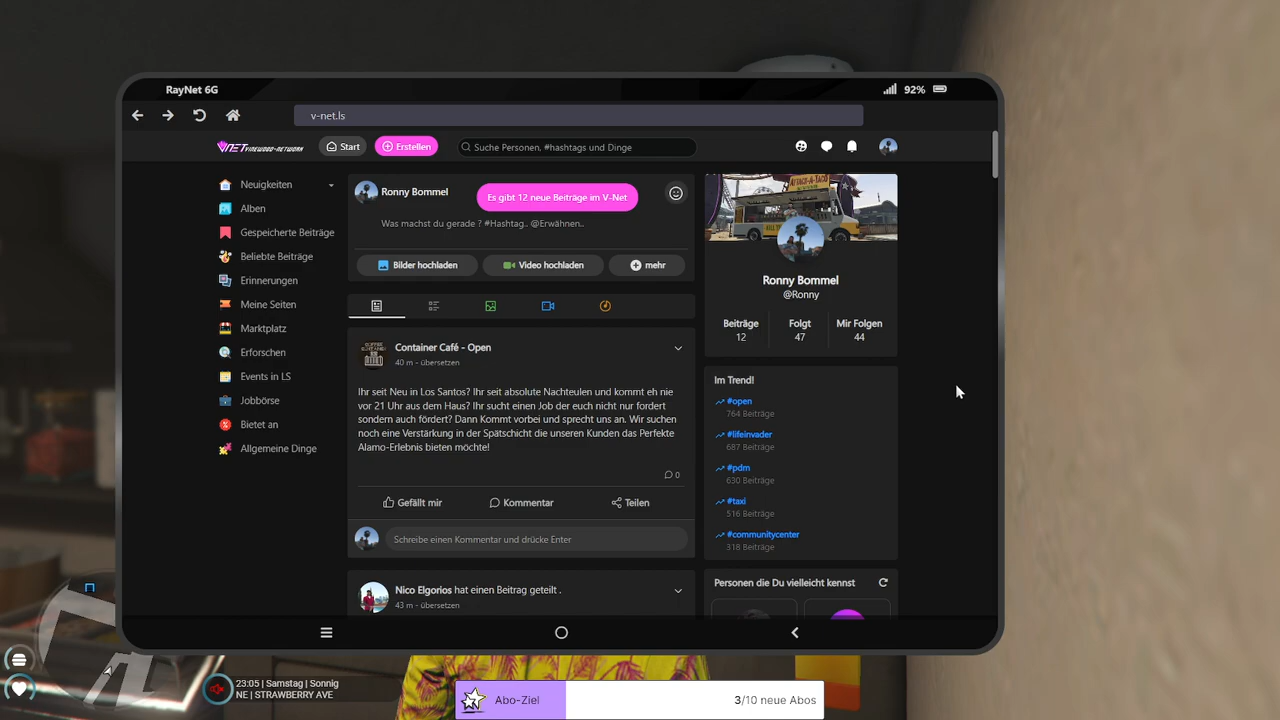 RayNet 6G
92%
v-net.ls
VNET VINEWOOD-NETWORK
Start
Erstellen
Suche Personen, #hashtags und Dinge
Neuigkeiten
Alben
Gespeicherte Beiträge
Beliebte Beiträge
Erinnerungen
Meine Seiten
Marktplatz
Erforschen
Events in LS
Jobbörse
Bietet an
Allgemeine Dinge
Ronny Bommel
Es gibt 12 neue Beiträge im V-Net
Was machst du gerade ? #Hashtag.. @Erwähnen..
Bilder hochladen
Video hochladen
mehr
Container Café - Open
40 m - übersetzen
Ihr seit Neu in Los Santos? Ihr seit absolute Nachteulen und kommt eh nie
vor 21 Uhr aus dem Haus? Ihr sucht einen Job der euch nicht nur fordert
sondern auch fördert? Dann Kommt vorbei und sprecht uns an. Wir suchen
noch eine Verstärkung in der Spätschicht die unseren Kunden das Perfekte
Alamo-Erlebnis bieten möchte!
0
Gefällt mir
Kommentar
Teilen
Schreibe einen Kommentar und drücke Enter
Nico Elgorios hat einen Beitrag geteilt .
43 m - übersetzen
ATTACK-A-TACO
Ronny Bommel
@Ronny
Beiträge
12
Folgt
47
Mir Folgen
44
Im Trend!
#open
764 Beiträge
#lifeinvader
687 Beiträge
#pdm
630 Beiträge
#taxi
516 Beiträge
#communitycenter
318 Beiträge
Personen die Du vielleicht kennst
23:05 | Samstag | Sonnig
NE | STRAWBERRY AVE
Abo-Ziel
3/10 neue Abos